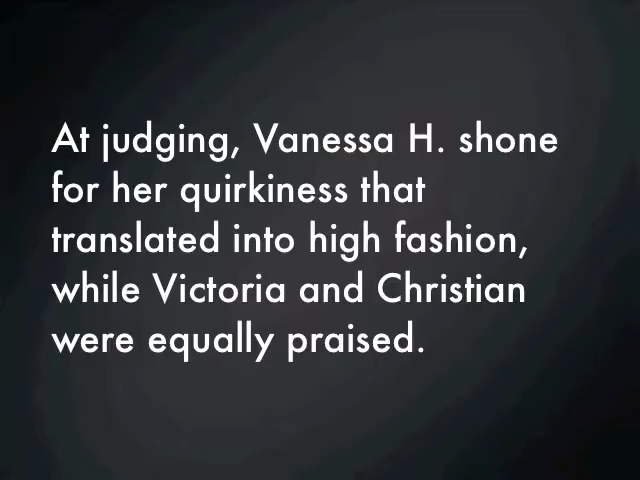 At judging, Vanessa H. shone
for her quirkiness that
translated into high fashion,
while Victoria and Christian
were equally praised.